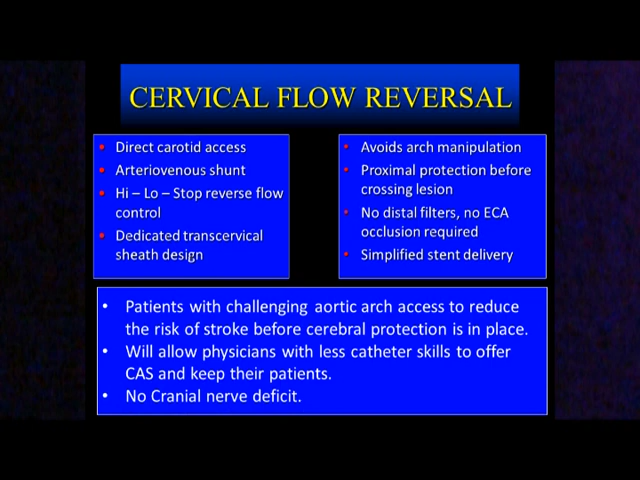 CERVICAL FLOW REVERSAL
• Direct carotid access
• Arteriovenous shunt
• Hi – Lo – Stop reverse flow
control
• Dedicated transcervical
sheath design
• Avoids arch manipulation
• Proximal protection before
crossing lesion
• No distal filters, no ECA
occlusion required
• Simplified stent delivery
• Patients with challenging aortic arch access to reduce
the risk of stroke before cerebral protection is in place.
• Will allow physicians with less catheter skills to offer
CAS and keep their patients.
• No Cranial nerve deficit.